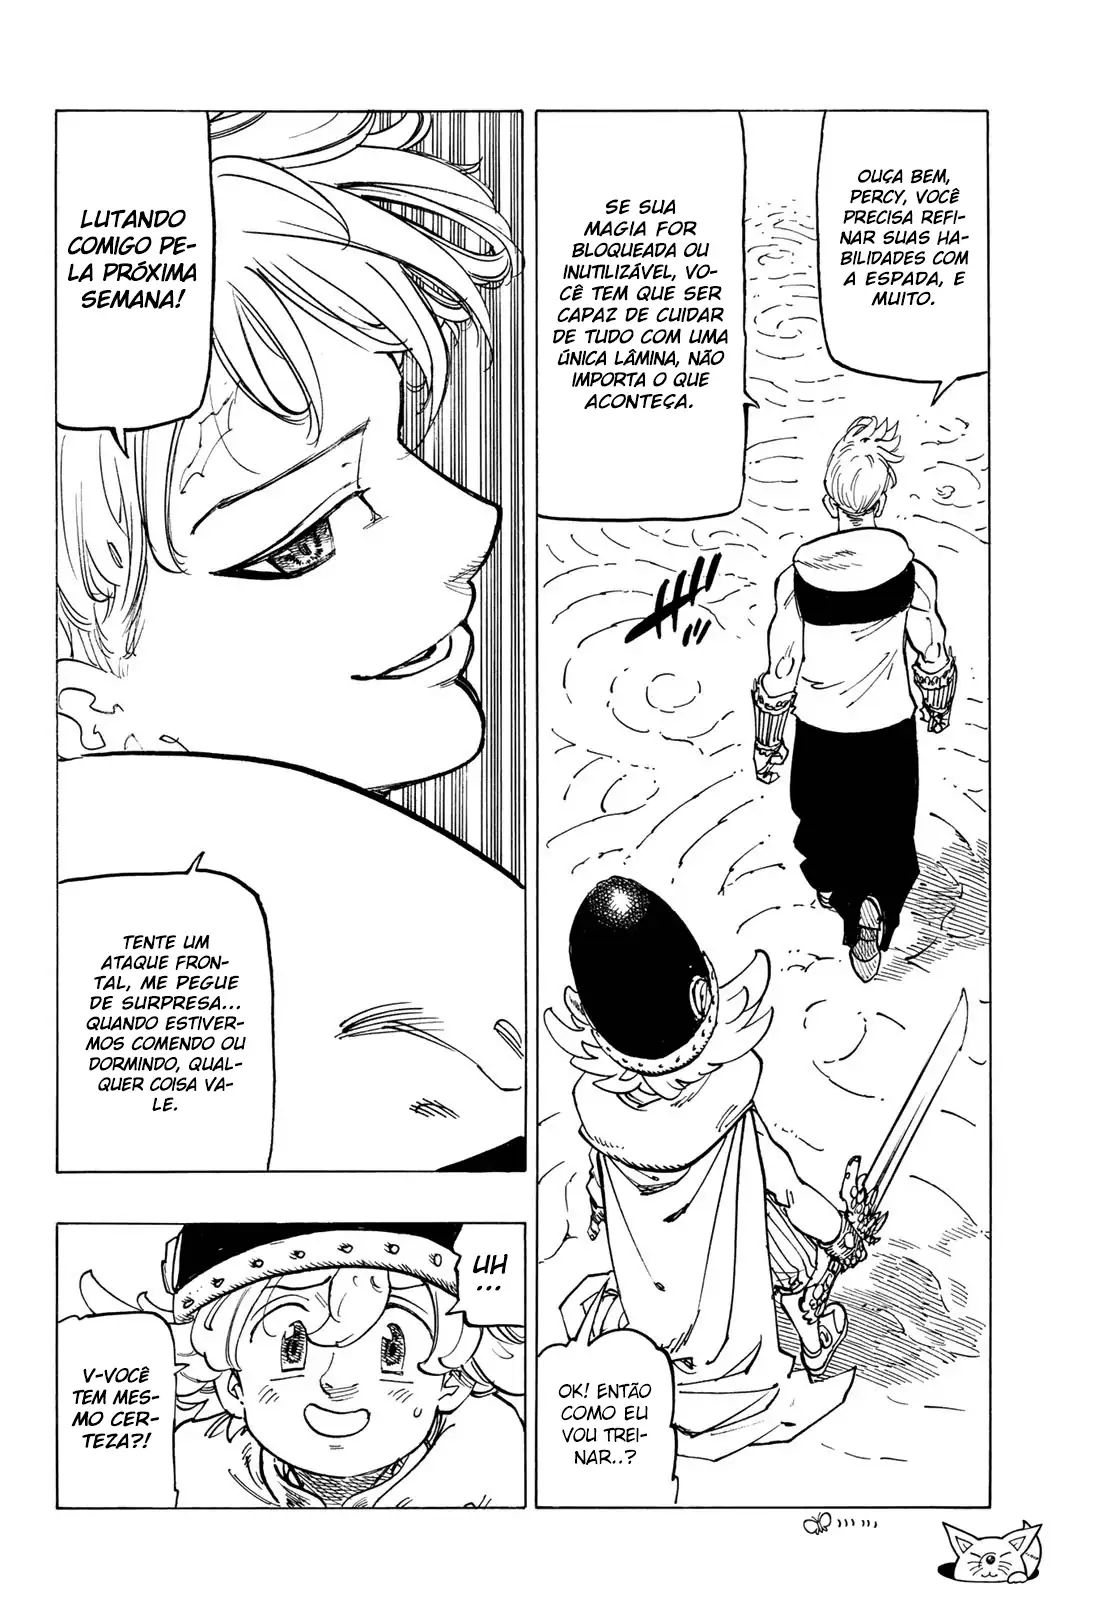 OUÇA BEM,
PERCY, VOCÊ
PRECISA REFI-
NAR SUAS HA-
BILIDADES COM
A ESPADA, E
MUITO.
SE SUA
MAGIA FOR
BLOQUEADA OU
INUTILIZÁVEL, VO-
CÊ TEM QUE SER
CAPAZ DE CUIDAR
DE TUDO COM UMA
ÚNICA LÂMINA, NÃO
IMPORTA O QUE
ACONTEÇA.
OK! ENTÃO
COMO EU
VOU TREI-
NAR..?
LUTANDO
COMIGO PE-
LA PRÓXIMA
SEMANA!
TENTE UM
ATAQUE FRON-
TAL, ME PEGUE
DE SURPRESA...
QUANDO ESTIVER-
MOS COMENDO OU
DORMINDO, QUAL-
QUER COISA VA-
LE.
UH
...
V-VOCÊ
TEM MES-
MO CER-
TEZA?!